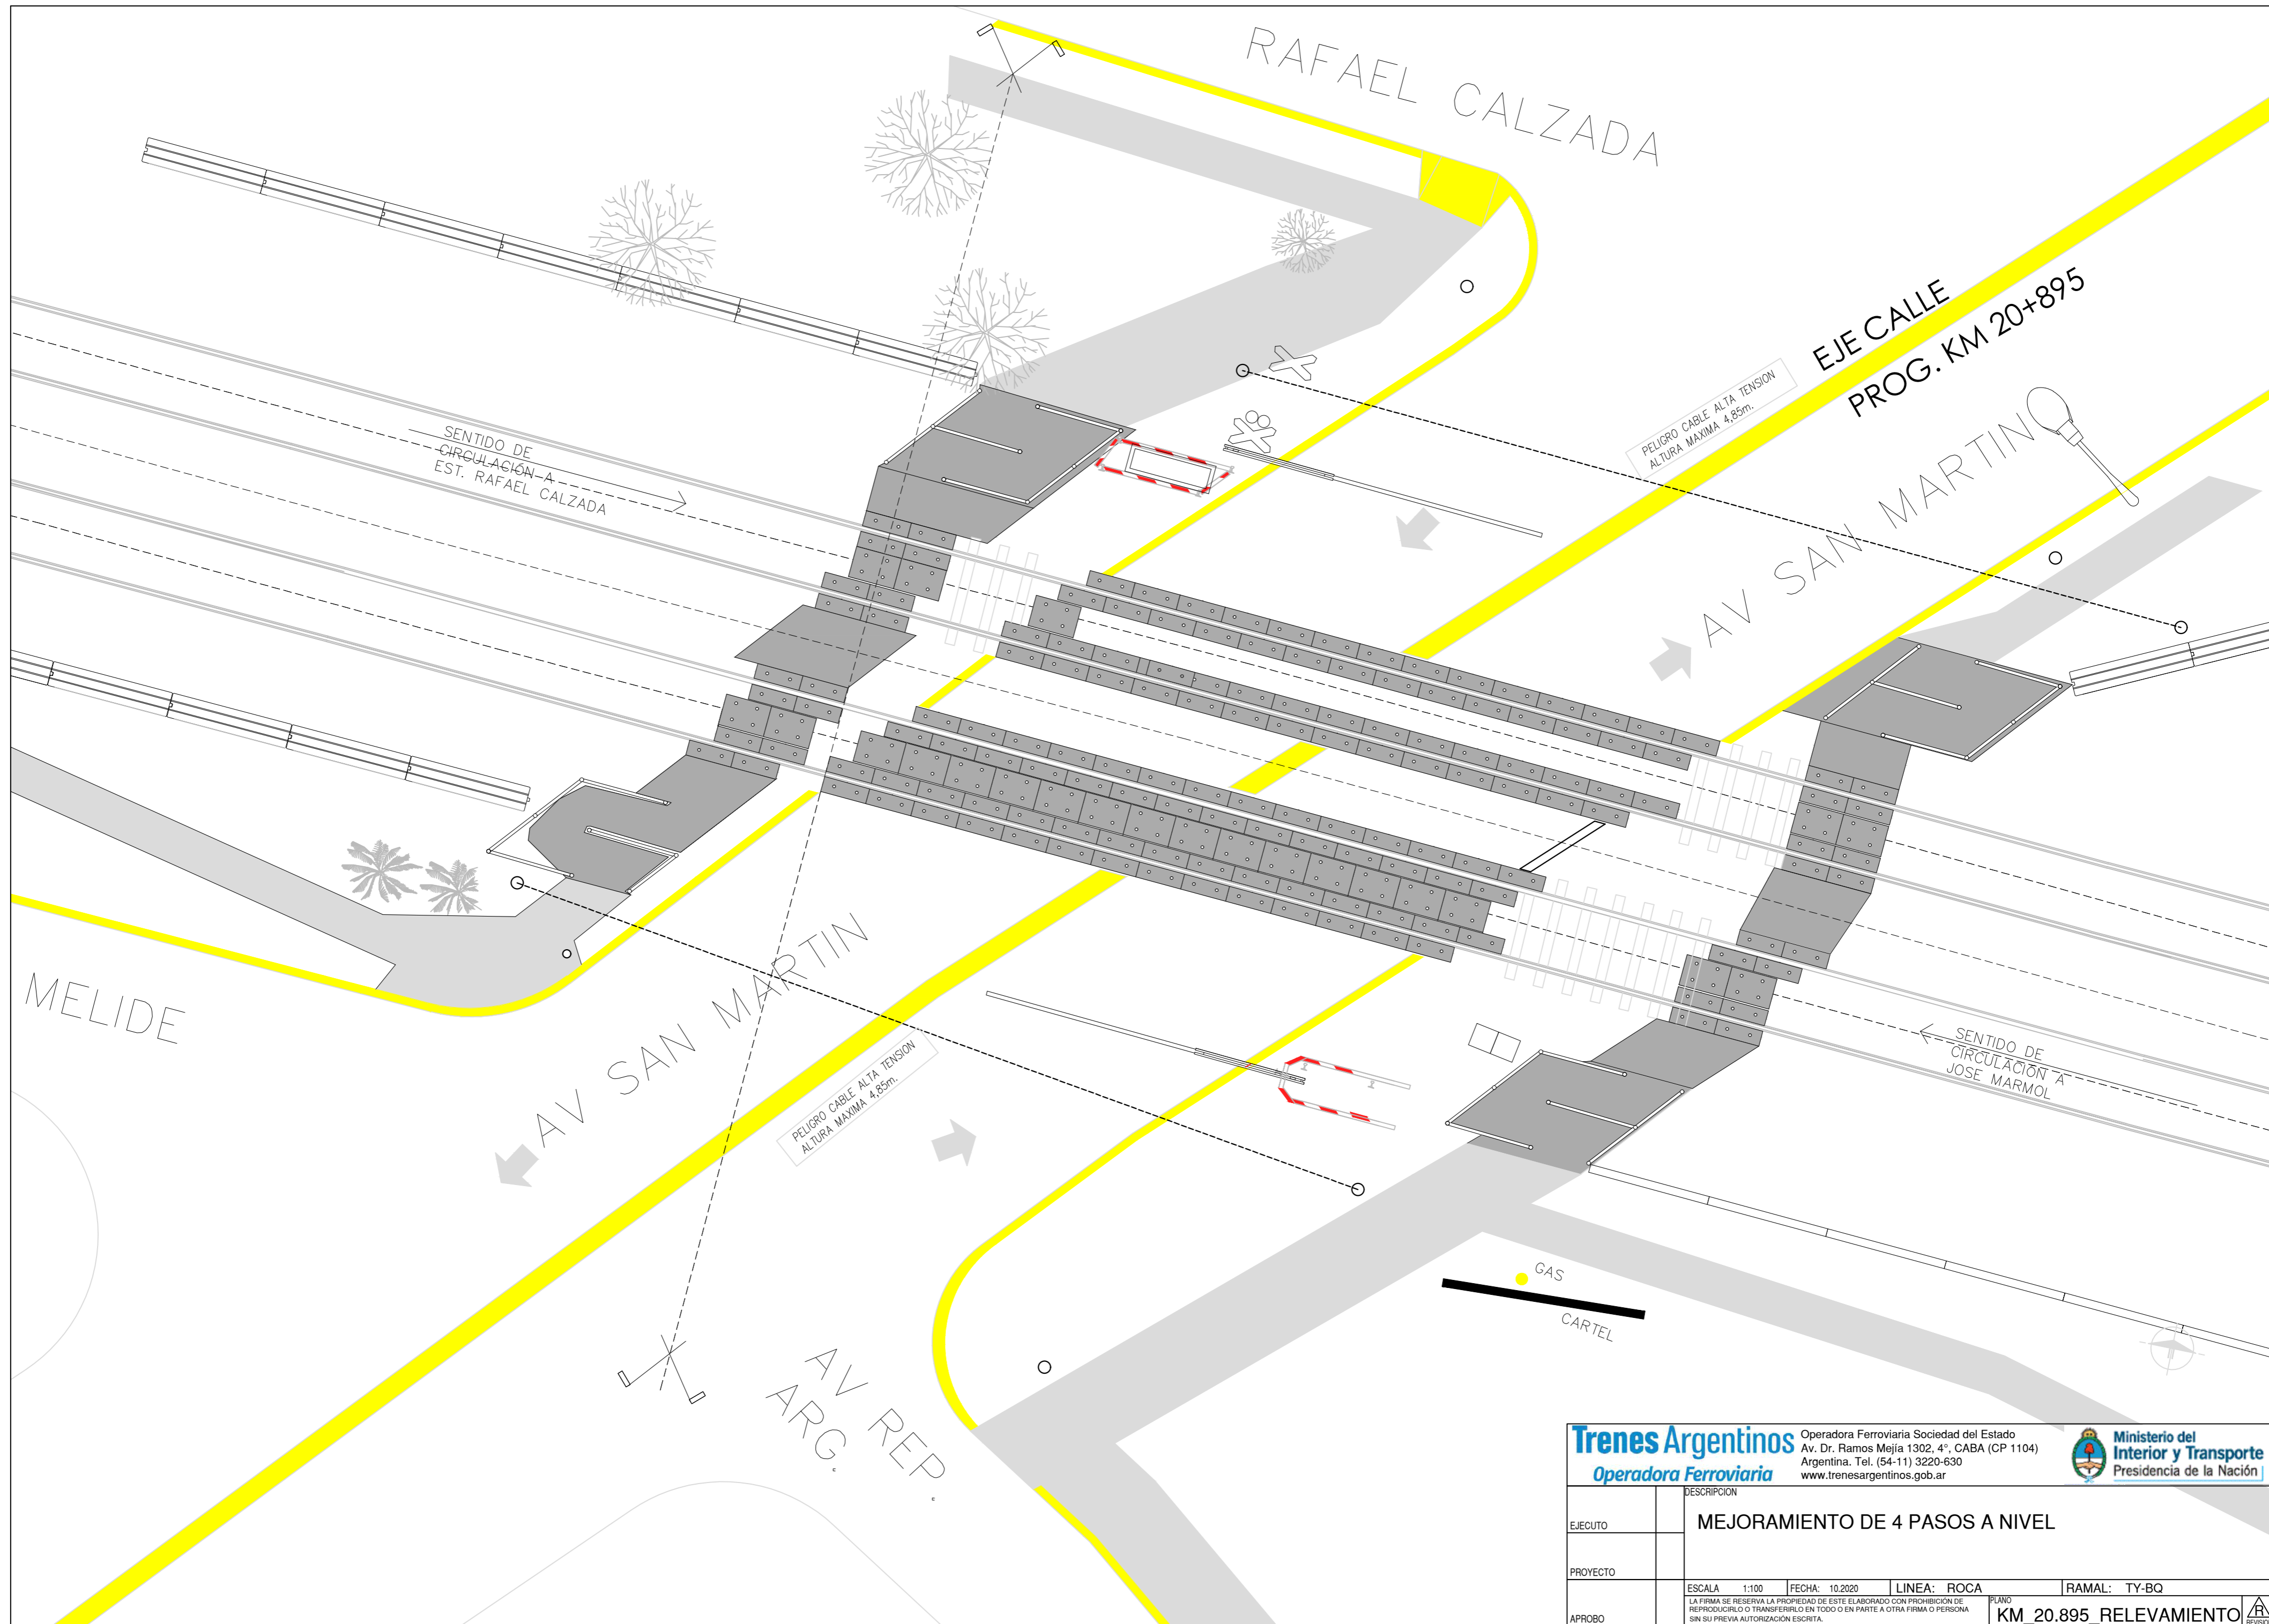 RAFAEL CALZADA
EJE CALLE
PROG. KM 20+895
PELIGRO CABLE ALTA TENSION
ALTURA MAXIMA 4,85m.
AV SAN MARTIN
SENTIDO DE
CIRCULACIÓN A
EST. RAFAEL CALZADA
MELIDE
AV SAN MARTIN
PELIGRO CABLE ALTA TENSION
ALTURA MAXIMA 4,85m.
SENTIDO DE
CIRCULACIÓN A
JOSE MARMOL
AV REP.
ARG.
GAS
CARTEL
Trenes Argentinos
Operadora Ferroviaria
Operadora Ferroviaria Sociedad del Estado
Av. Dr. Ramos Mejía 1302, 4°, CABA (CP 1104)
Argentina. Tel. (54-11) 3220-630
www.trenesargentinos.gob.ar
Ministerio del
Interior y Transporte
Presidencia de la Nación
DESCRIPCION
EJECUTO
MEJORAMIENTO DE 4 PASOS A NIVEL
PROYECTO
ESCALA 1:100 FECHA: 10.2020 LINEA: ROCA RAMAL: TY-BQ
APROBO
LA FIRMA SE RESERVA LA PROPIEDAD DE ESTE ELABORADO CON PROHIBICIÓN DE
REPRODUCIRLO O TRANSFERIRLO EN TODO O EN PARTE A OTRA FIRMA O PERSONA
SIN SU PREVIA AUTORIZACIÓN ESCRITA.
PLANO
KM_20.895_RELEVAMIENTO
R